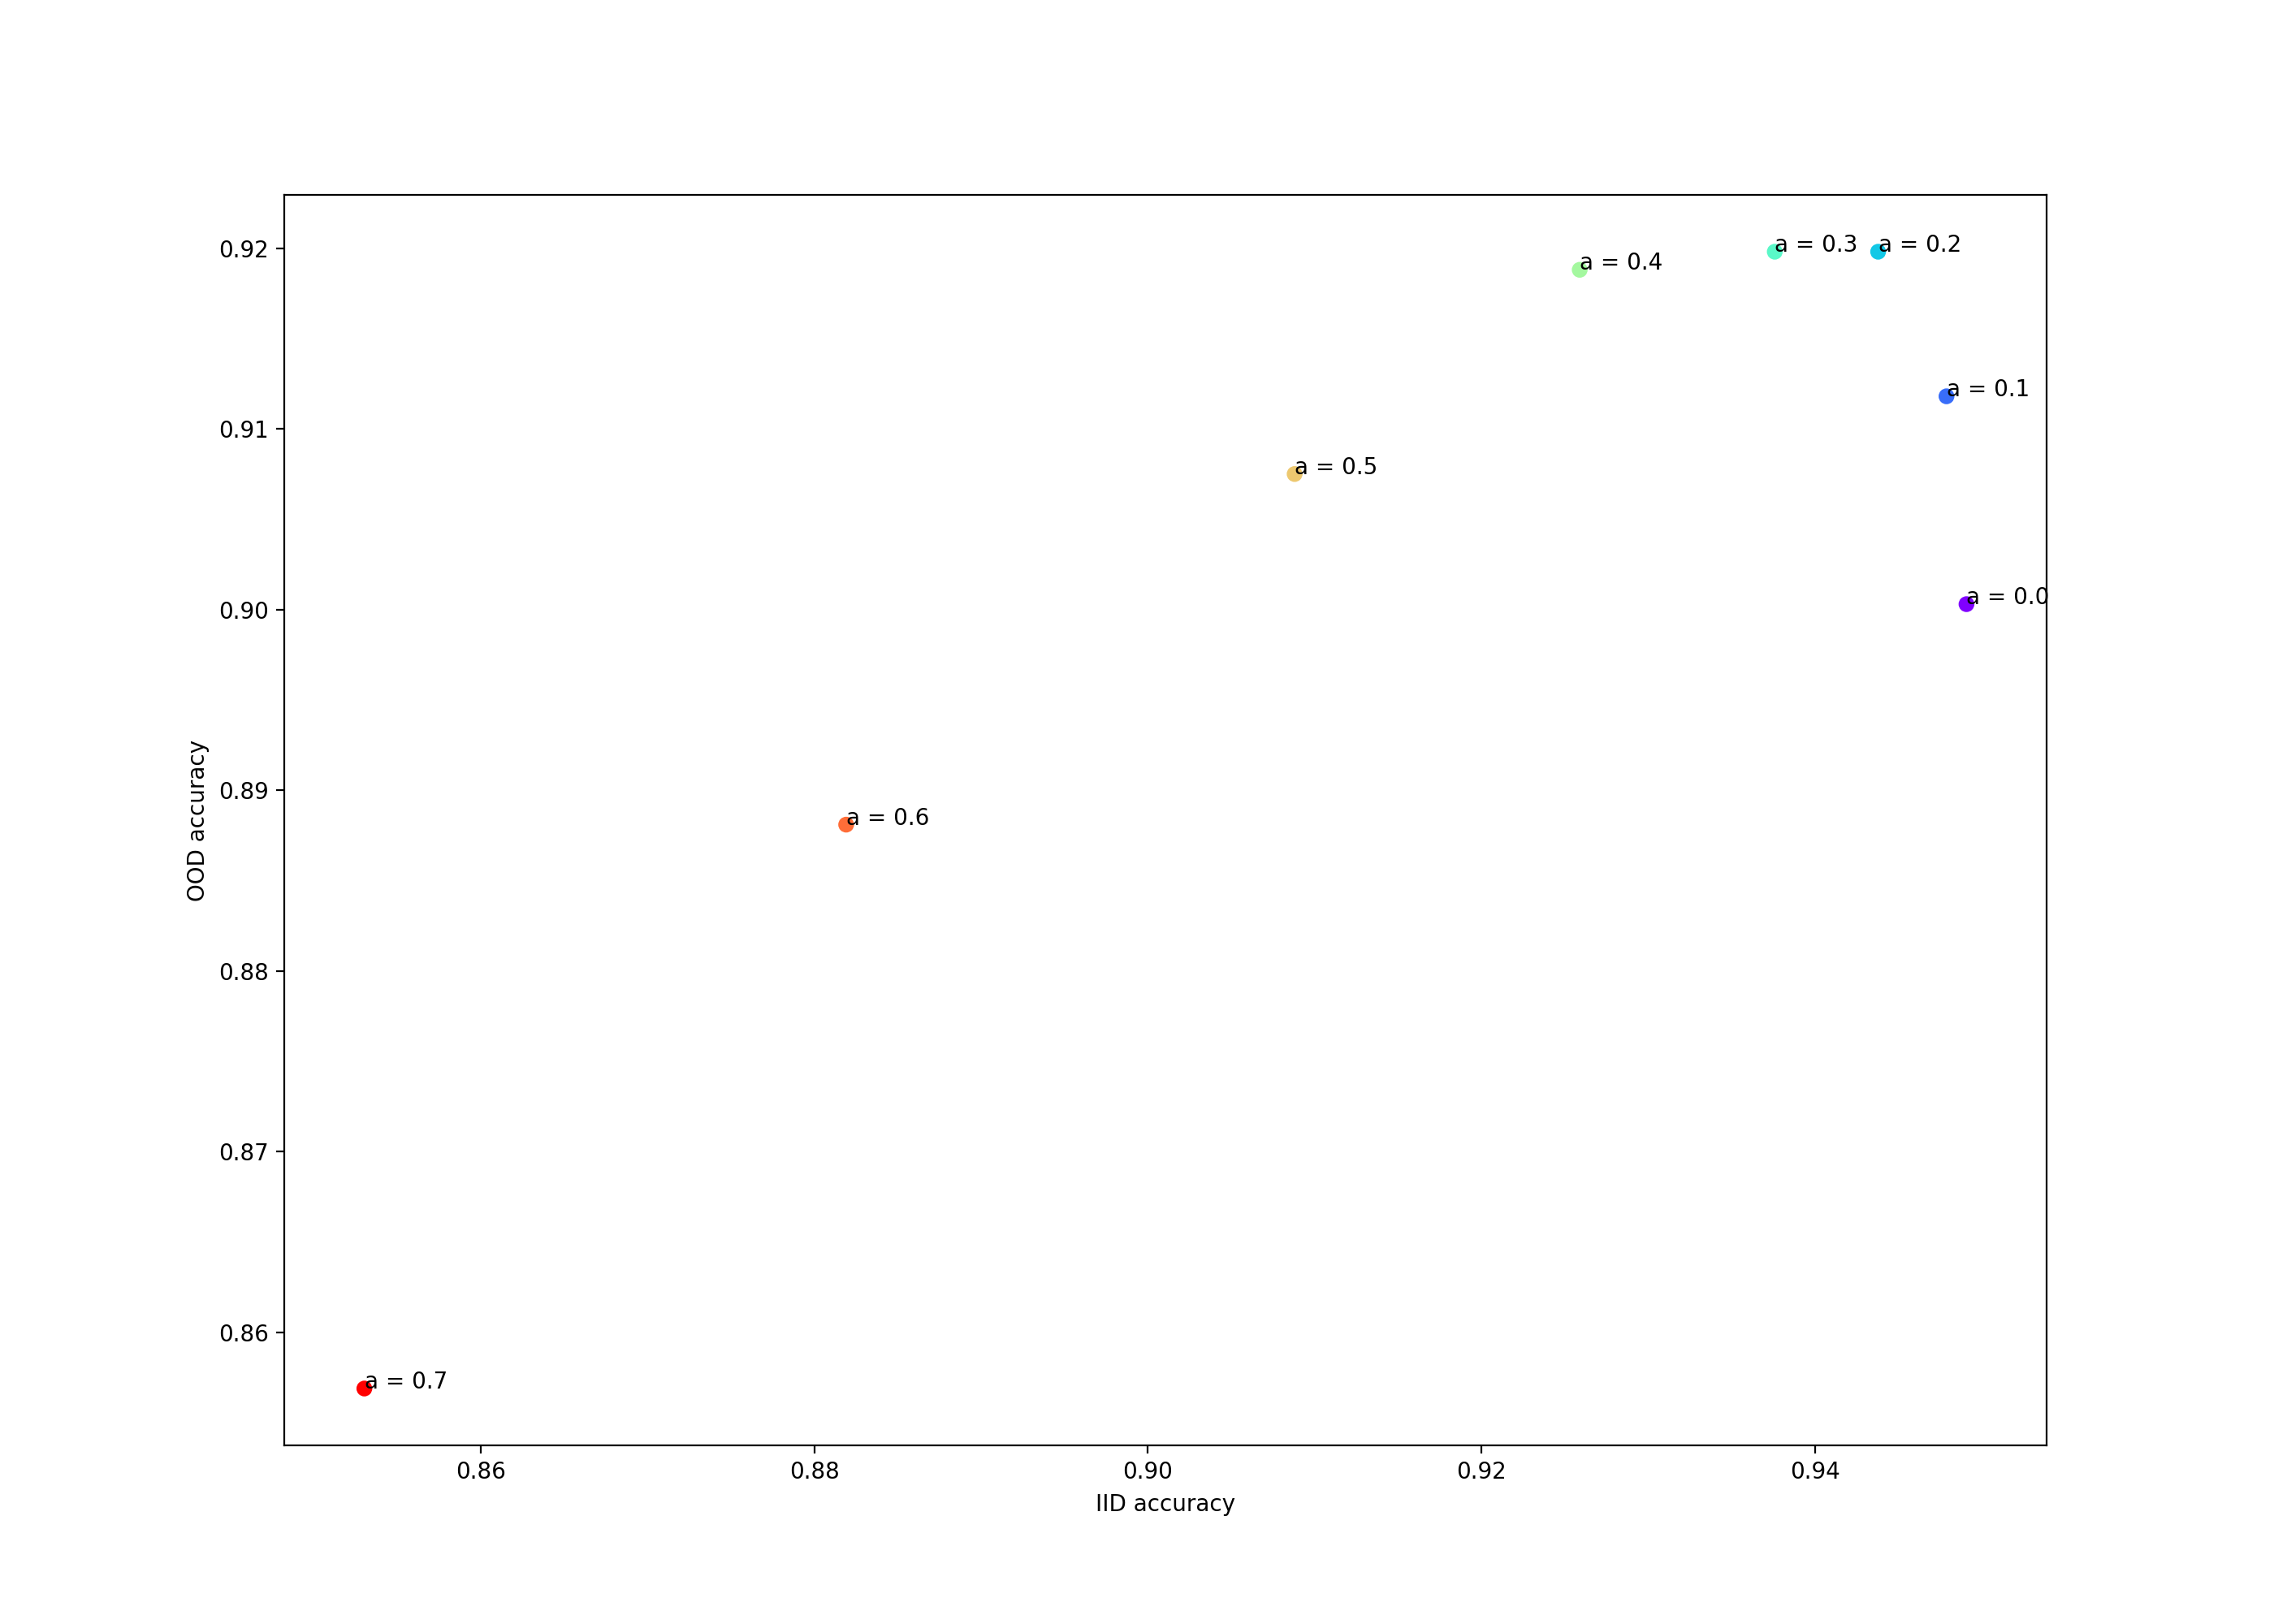 0.92
a = 0.3
a = 0.2
a = 0.4
a = 0.1
0.91
a = 0.5
0.90
a = 0.0
OOD accuracy
0.89
a = 0.6
0.88
0.87
0.86
a = 0.7
0.86
0.88
0.90
0.92
0.94
IID accuracy